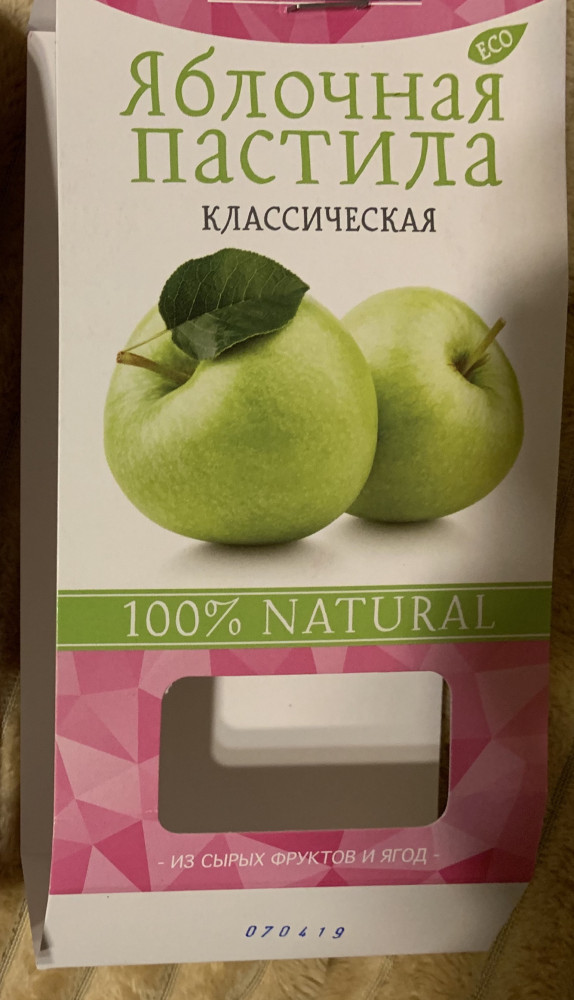 ECO
Яблочная
пастила
КЛАССИЧЕСКАЯ
100% NATURAL
- ИЗ СЫРЫХ ФРУКТОВ И ЯГОД -
070419